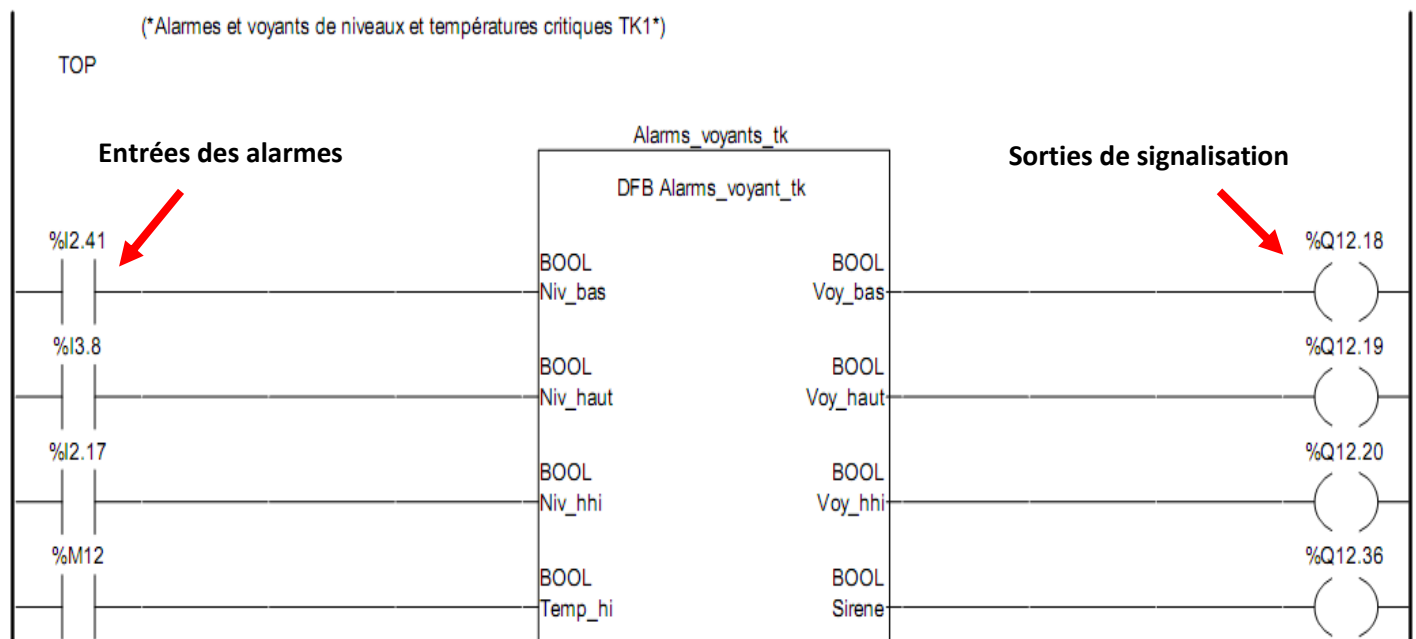 (*Alarmes et voyants de niveaux et températures critiques TK1*)
TOP
Entrées des alarmes
Alarms_voyants_tk
Sorties de signalisation
DFB Alarms_voyant_tk
%I2.41
%Q12.18
BOOL
BOOL
Niv_bas
Voy_bas
%I3.8
%Q12.19
BOOL
BOOL
Niv_haut
Voy_haut
%I2.17
%Q12.20
BOOL
BOOL
Niv_hhi
Voy_hhi
%M12
%Q12.36
BOOL
BOOL
Temp_hi
Sirene